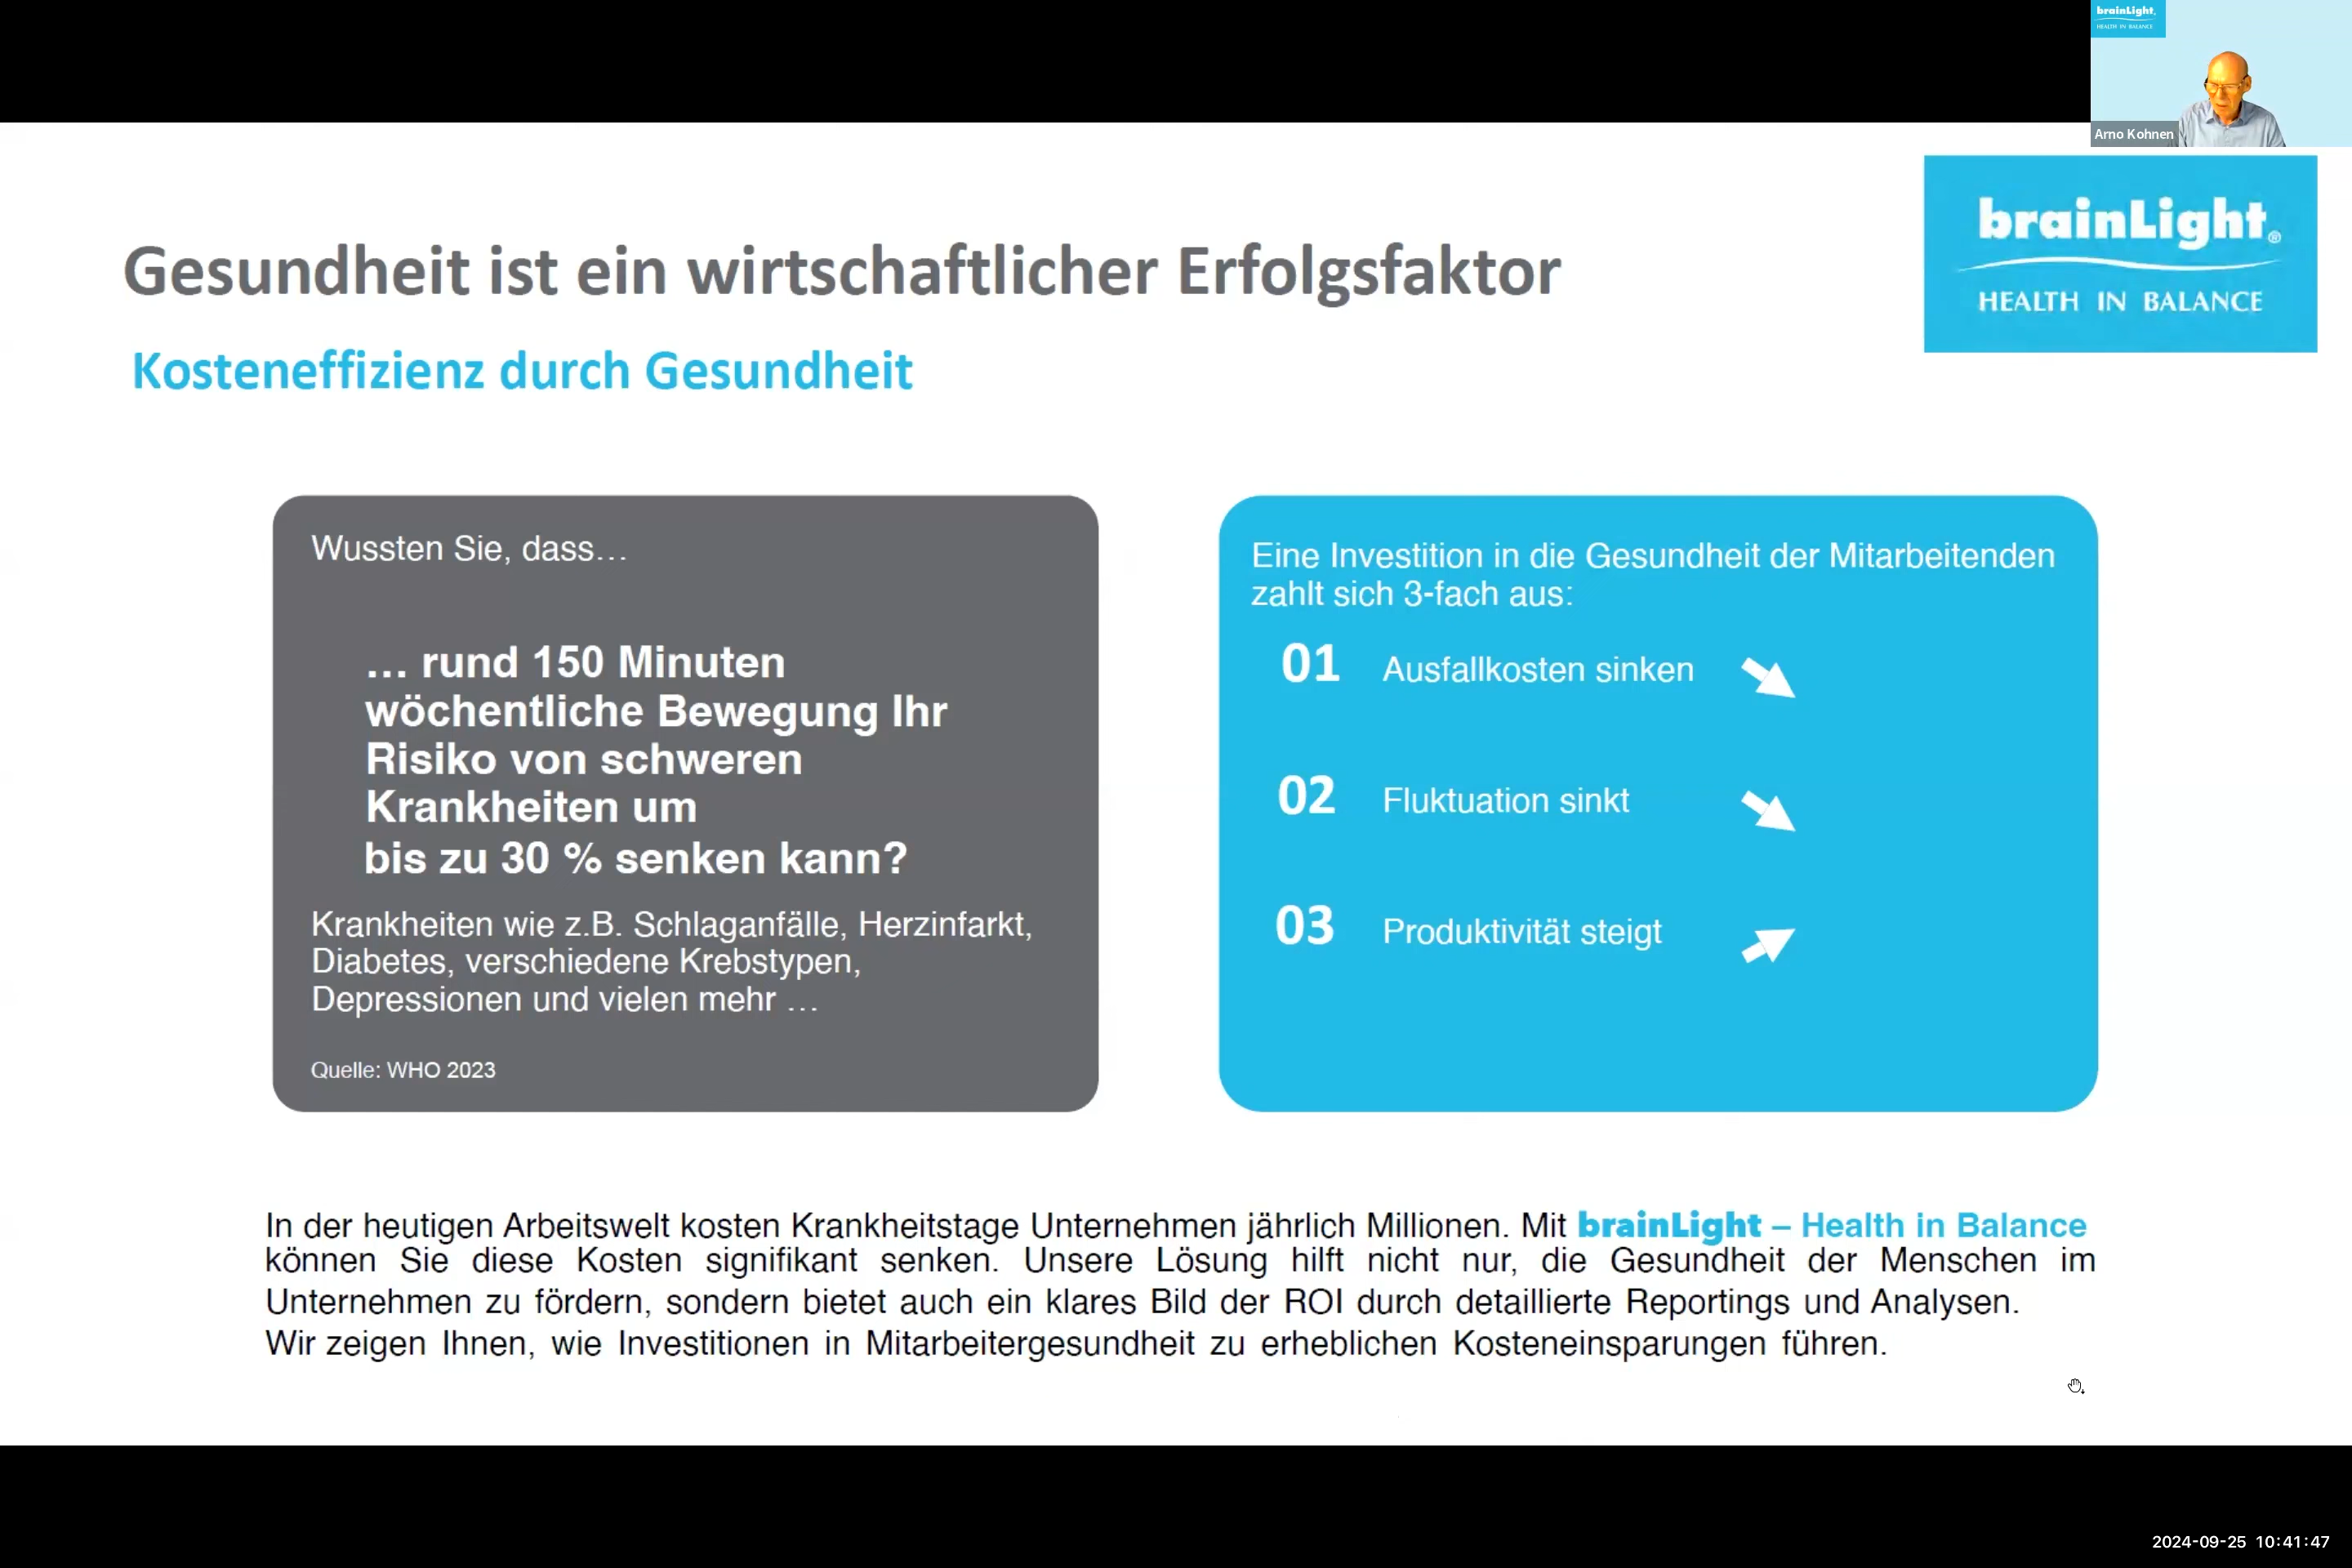 brainLight
HEALTH IN BALANCE
Arno Kohnen
brainLight®
HEALTH IN BALANCE
Gesundheit ist ein wirtschaftlicher Erfolgsfaktor
Kosteneffizienz durch Gesundheit
Wussten Sie, dass…
… rund 150 Minuten
wöchentliche Bewegung Ihr
Risiko von schweren
Krankheiten um
bis zu 30 % senken kann?
Krankheiten wie z.B. Schlaganfälle, Herzinfarkt,
Diabetes, verschiedene Krebstypen,
Depressionen und vielen mehr …
Quelle: WHO 2023
Eine Investition in die Gesundheit der Mitarbeitenden
zahlt sich 3-fach aus:
01 Ausfallkosten sinken
02 Fluktuation sinkt
03 Produktivität steigt
In der heutigen Arbeitswelt kosten Krankheitstage Unternehmen jährlich Millionen. Mit brainLight – Health in Balance
können Sie diese Kosten signifikant senken. Unsere Lösung hilft nicht nur, die Gesundheit der Menschen im
Unternehmen zu fördern, sondern bietet auch ein klares Bild der ROI durch detaillierte Reportings und Analysen.
Wir zeigen Ihnen, wie Investitionen in Mitarbeitergesundheit zu erheblichen Kosteneinsparungen führen.
2024-09-25 10:41:47